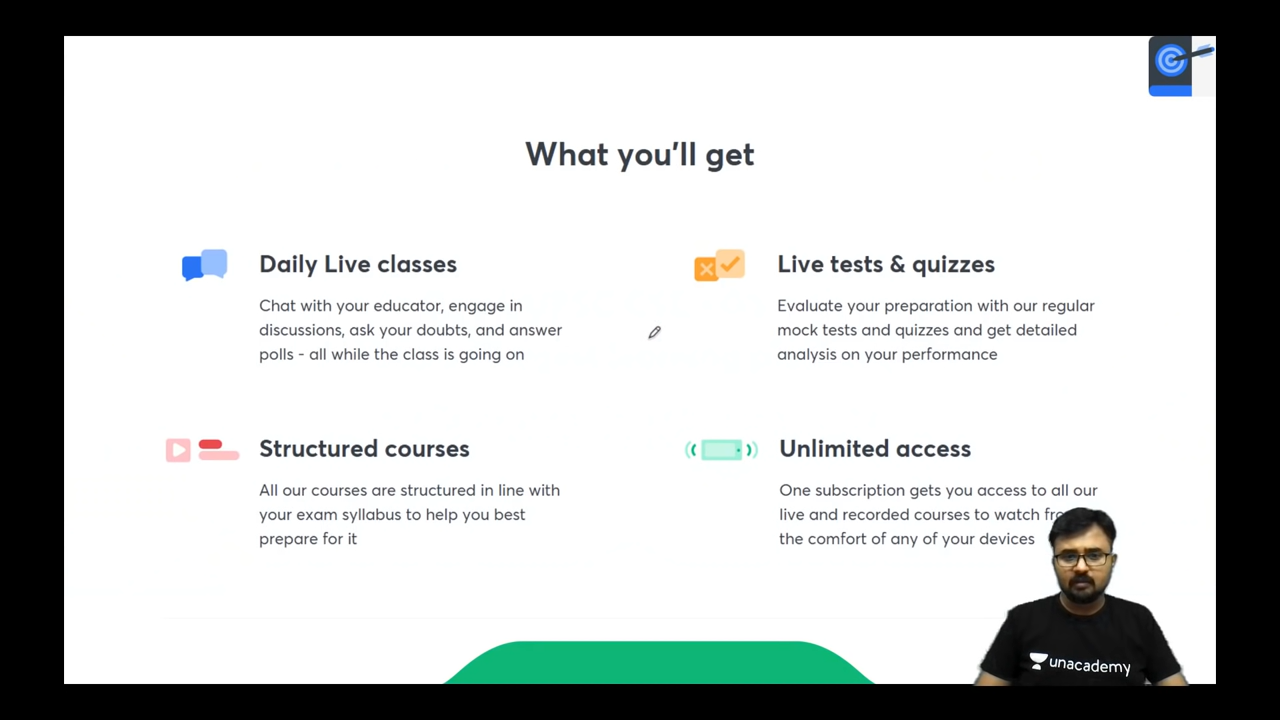 What you'll get
Daily Live classes
Chat with your educator, engage in
discussions, ask your doubts, and answer
polls - all while the class is going on
Live tests & quizzes
Evaluate your preparation with our regular
mock tests and quizzes and get detailed
analysis on your performance
Structured courses
All our courses are structured in line with
your exam syllabus to help you best
prepare for it
Unlimited access
One subscription gets you access to all our
live and recorded courses to watch
the comfort of any of your devices
unacademy